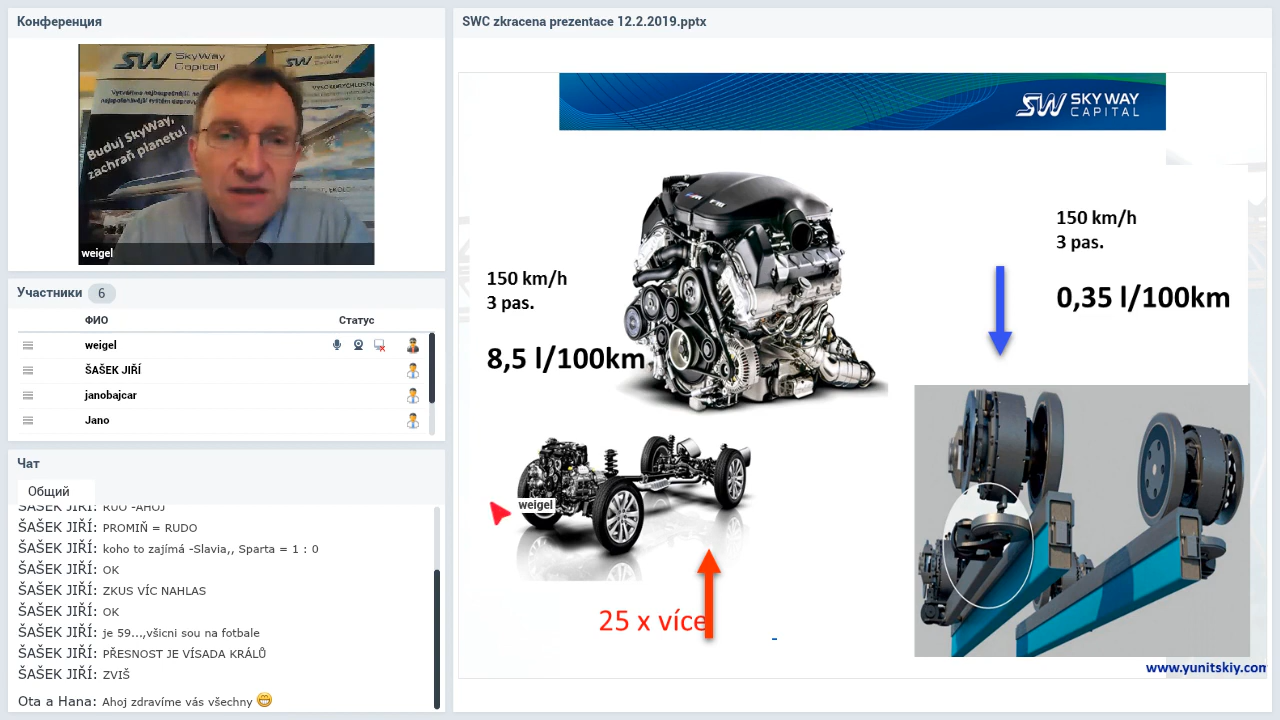 Конференция
SW SkyWay
Capital
SkyWay
Capital
Buduj SkyWay,
zachraň planetu!
weigel
Участники 6
ФИО Статус
weigel
ŠAŠEK JIŘÍ
janobajcar
Jano
Чат
Общий
ŠAŠEK JIŘÍ: RUO -AHOJ
ŠAŠEK JIŘÍ: PROMIŇ = RUDO
ŠAŠEK JIŘÍ: koho to zajímá -Slavia,, Sparta = 1 : 0
ŠAŠEK JIŘÍ: OK
ŠAŠEK JIŘÍ: ZKUS VÍC NAHLAS
ŠAŠEK JIŘÍ: OK
ŠAŠEK JIŘÍ: je 59...,všicni sou na fotbale
ŠAŠEK JIŘÍ: PŘESNOST JE VÍSADA KRÁLŮ
ŠAŠEK JIŘÍ: ZVIŠ
Ota a Hana: Ahoj zdravíme vás všechny
SWC zkracena prezentace 12.2.2019.pptx
SW SKY WAY
CAPITAL
150 km/h
3 pas.
8,5 l/100km
150 km/h
3 pas.
0,35 l/100km
weigel
25 x více
-
www.yunitskiy.com